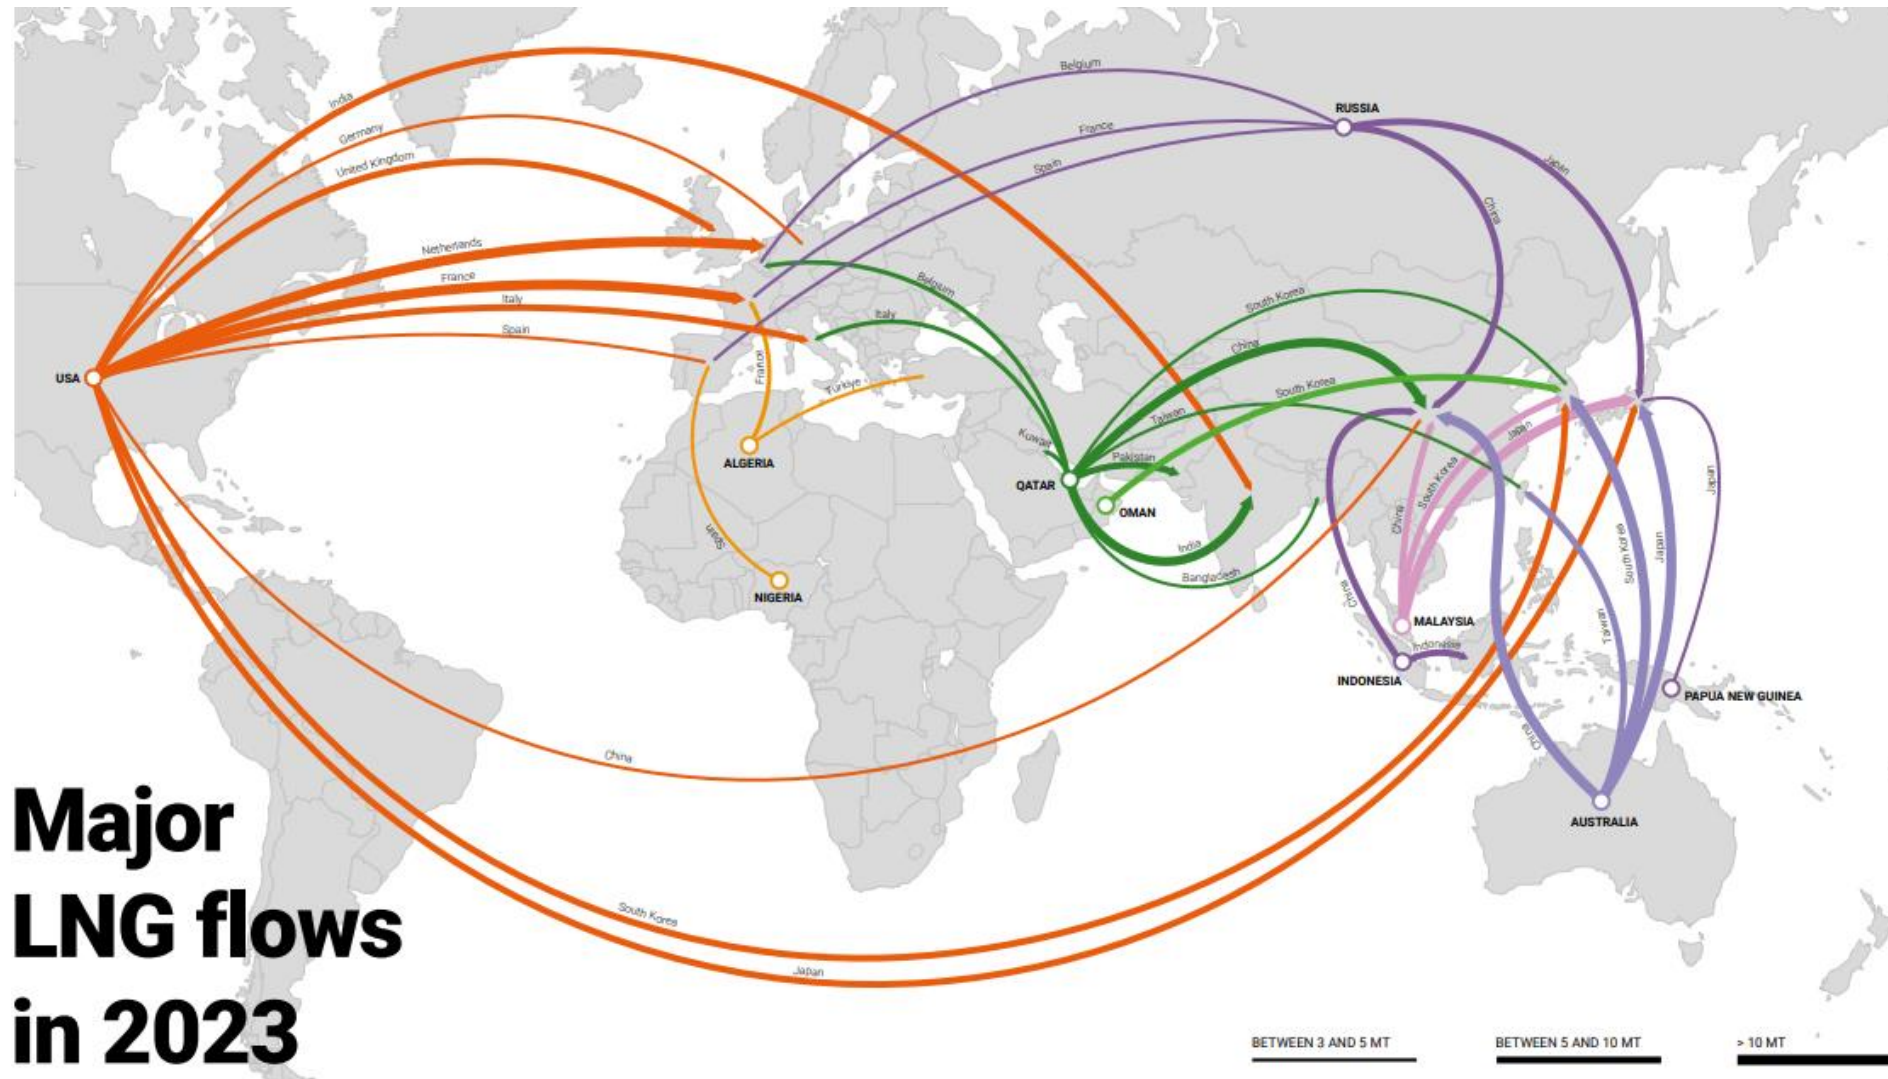 India
Germany
United Kingdom
Netherlands
France
Italy
Spain
USA
China
South Korea
Japan
Belgium
France
Spain
RUSSIA
Japan
China
Belgium
Italy
France
Türkiye
ALGERIA
Spain
NIGERIA
South Korea
China
South Korea
Taiwan
Kuwait
Pakistan
QATAR
OMAN
India
Bangladesh
Japan
South Korea
China
MALAYSIA
China
Indonesia
INDONESIA
Japan
South Korea
Japan
Taiwan
China
PAPUA NEW GUINEA
AUSTRALIA
Major
LNG flows
in 2023
BETWEEN 3 AND 5 MT
BETWEEN 5 AND 10 MT
> 10 MT